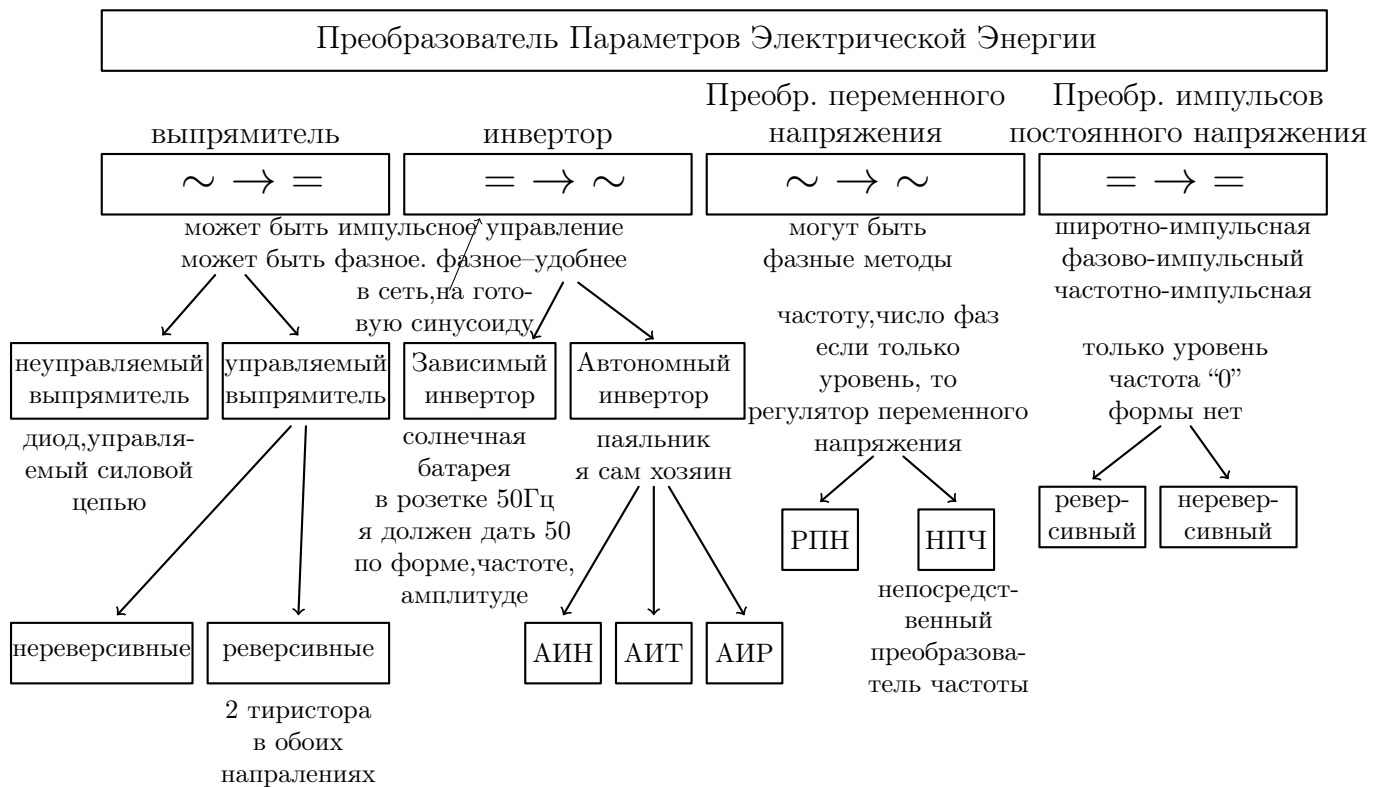 Преобразователь Параметров Электрической Энергии
выпрямитель
∼ → =
инвертор
= → ∼
Преобр. переменного
напряжения
∼ → ∼
Преобр. импульсов
постоянного напряжения
= → =
может быть импульсное управление
может быть фазное. фазное–удобнее
в сеть,на гото-
вую синусоиду
могут быть
фазные методы
широтно-импульсная
фазово-импульсный
частотно-импульсная
неуправляемый
выпрямитель
управляемый
выпрямитель
Зависимый
инвертор
Автономный
инвертор
частоту,число фаз
если только
уровень, то
регулятор переменного
напряжения
только уровень
частота “0”
формы нет
диод,управля-
емый силовой
цепью
солнечная
батарея
в розетке 50Гц
я должен дать 50
по форме,частоте,
амплитуде
паяльник
я сам хозяин
РПН
НПЧ
ревер-
сивный
неревер-
сивный
непосредст-
венный
преобразова-
тель частоты
нереверсивные
реверсивные
АИН
АИТ
АИР
2 тиристора
в обоих
напралениях